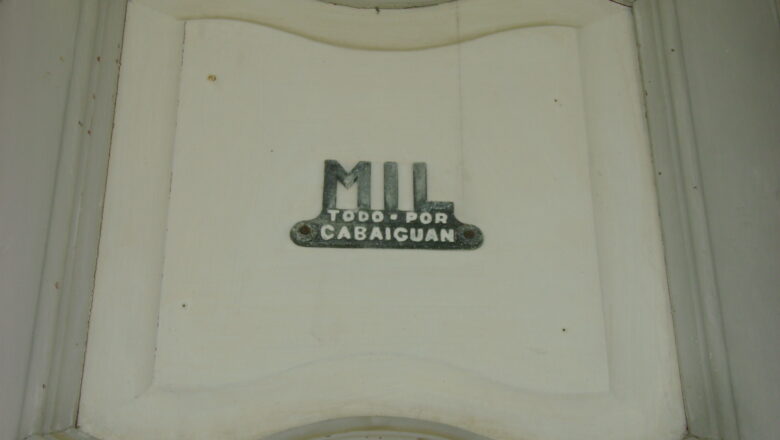 MIL
TODO • POR
CABAIGUAN